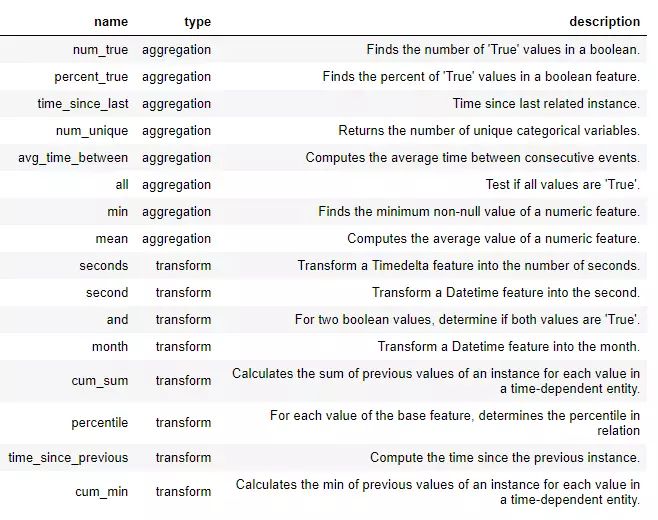 name type description
num_true aggregation Finds the number of 'True' values in a boolean.
percent_true aggregation Finds the percent of 'True' values in a boolean feature.
time_since_last aggregation Time since last related instance.
num_unique aggregation Returns the number of unique categorical variables.
avg_time_between aggregation Computes the average time between consecutive events.
all aggregation Test if all values are 'True'.
min aggregation Finds the minimum non-null value of a numeric feature.
mean aggregation Computes the average value of a numeric feature.
seconds transform Transform a Timedelta feature into the number of seconds.
second transform Transform a Datetime feature into the second.
and transform For two boolean values, determine if both values are 'True'.
month transform Transform a Datetime feature into the month.
cum_sum transform Calculates the sum of previous values of an instance for each value in
a time-dependent entity.
percentile transform For each value of the base feature, determines the percentile in
relation
time_since_previous transform Compute the time since the previous instance.
cum_min transform Calculates the min of previous values of an instance for each value in
a time-dependent entity.